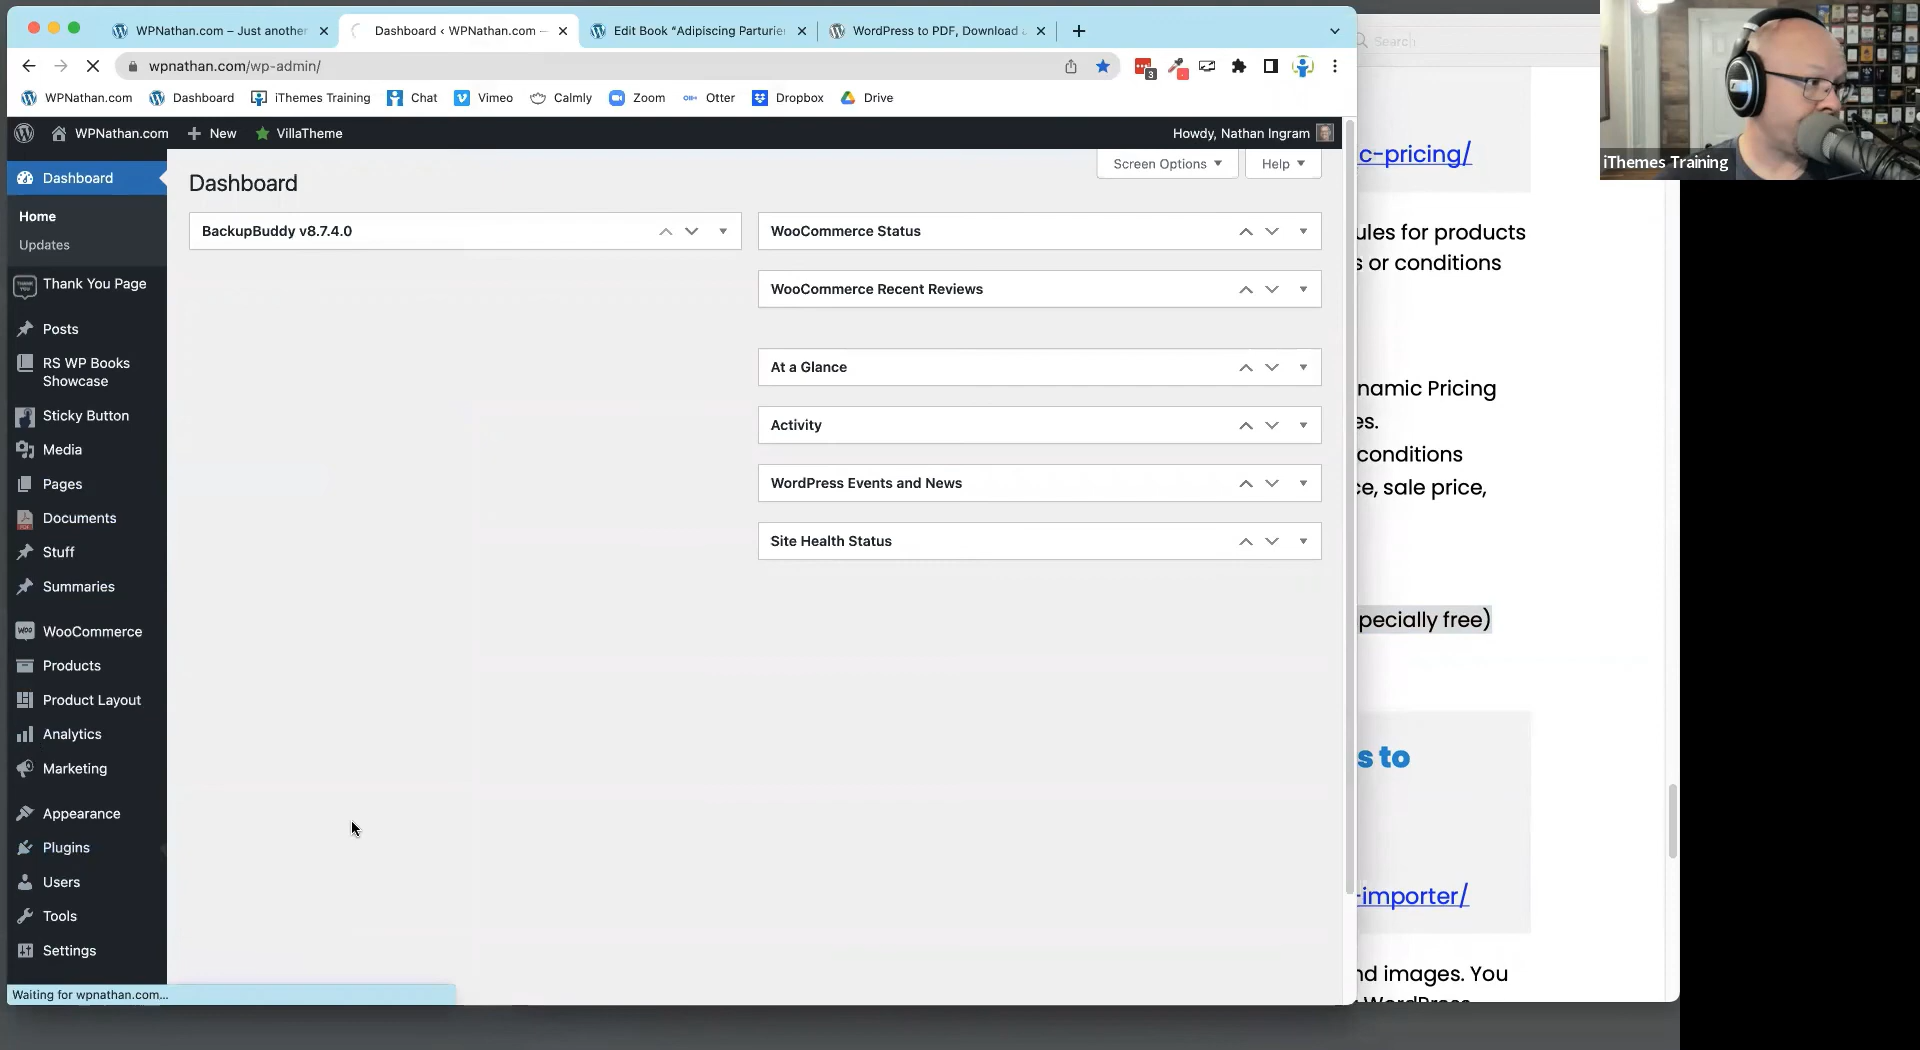 WPNathan.com – Just another
Dashboard ‹ WPNathan.com –
Edit Book “Adipiscing Parturie
WordPress to PDF, Download
wpnathan.com/wp-admin/
3
WPNathan.com
Dashboard
iThemes Training
Chat
Vimeo
Calmly
Zoom
Otter
Dropbox
Drive
WPNathan.com
New
VillaTheme
Howdy, Nathan Ingram
Dashboard
Home
Updates
Thank You Page
Posts
RS WP Books
Showcase
Sticky Button
Media
Pages
Documents
Stuff
Summaries
WooCommerce
Products
Product Layout
Analytics
Marketing
Appearance
Plugins
Users
Tools
Settings
Waiting for wpnathan.com...
Screen Options
Help
Dashboard
BackupBuddy v8.7.4.0
WooCommerce Status
WooCommerce Recent Reviews
At a Glance
Activity
WordPress Events and News
Site Health Status
Search
c-pricing/
ules for products
s or conditions
namic Pricing
es.
conditions
ce, sale price,
pecially free)
s to
-importer/
nd images. You
WordPress
iThemes Training